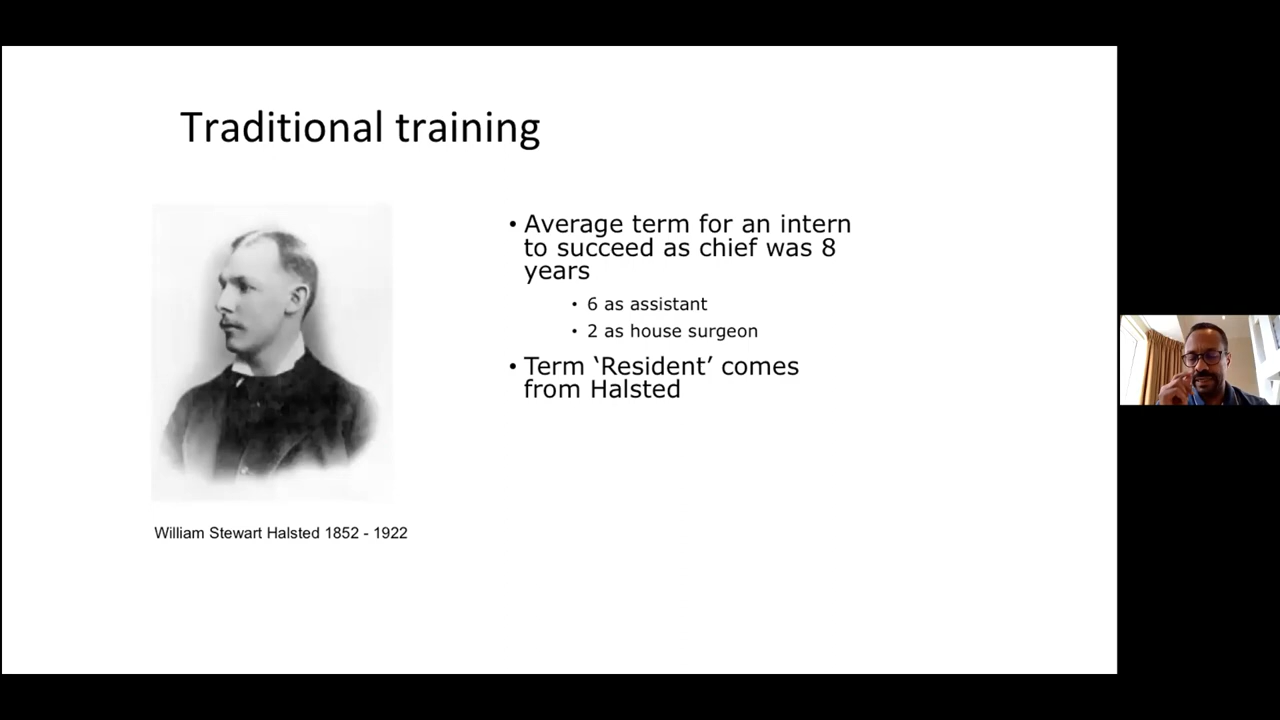 Traditional training
• Average term for an intern
to succeed as chief was 8
years
• 6 as assistant
• 2 as house surgeon
• Term ‘Resident’ comes
from Halsted
William Stewart Halsted 1852 - 1922